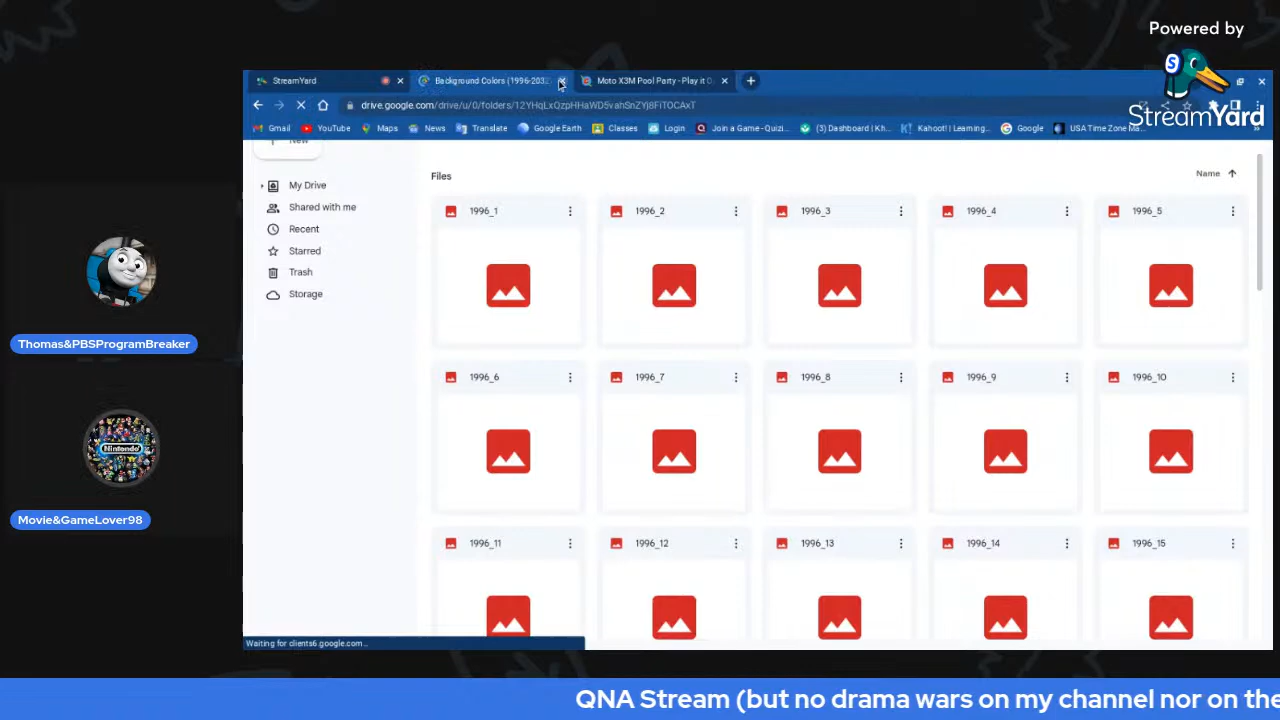 Powered by
StreamYard
StreamYard
Background Colors (1996-203
Moto X3M Pool Party - Play it O
drive.google.com/drive/u/0/folders/12YHqLxQzpHHaWD5vahSnZYj8FiTOCAxT
Gmail YouTube Maps News Translate Google Earth Classes Login Join a Game - Quizi... (3) Dashboard | Kh... Kahoot! | Learning... Google USA Time Zone Ma...
New
My Drive
Shared with me
Recent
Starred
Trash
Storage
Files
Name
1996_1 1996_2 1996_3 1996_4 1996_5
1996_6 1996_7 1996_8 1996_9 1996_10
1996_11 1996_12 1996_13 1996_14 1996_15
Waiting for clients6.google.com...
Thomas&PBSProgramBreaker
Nintendo
Movie&GameLover98
QNA Stream (but no drama wars on my channel nor on the